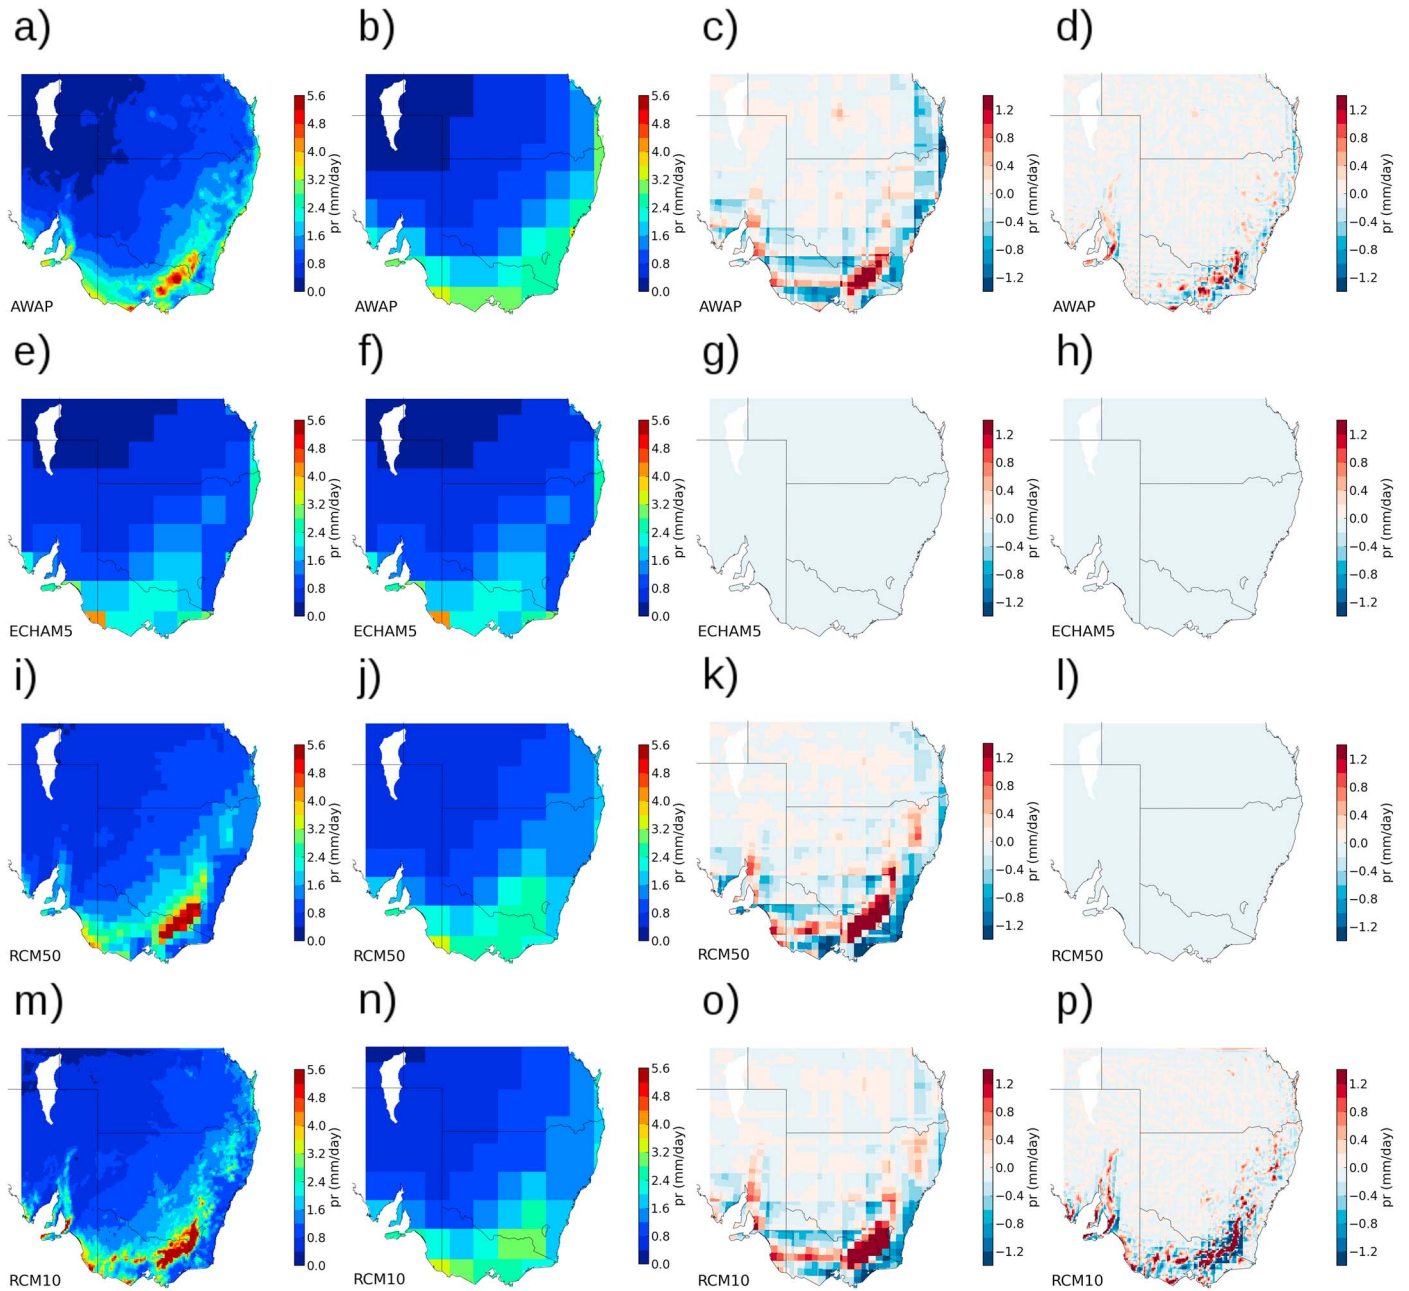 a) b) c) d)
5.6 4.8 4.0 3.2 2.4 1.6 0.8 0.0 pr (mm/day) AWAP
5.6 4.8 4.0 3.2 2.4 1.6 0.8 0.0 pr (mm/day) AWAP
1.2 0.8 0.4 0.0 −0.4 −0.8 −1.2 pr (mm/day) AWAP
1.2 0.8 0.4 0.0 −0.4 −0.8 −1.2 pr (mm/day) AWAP
e) f) g) h)
5.6 4.8 4.0 3.2 2.4 1.6 0.8 0.0 pr (mm/day) ECHAM5
5.6 4.8 4.0 3.2 2.4 1.6 0.8 0.0 pr (mm/day) ECHAM5
1.2 0.8 0.4 0.0 −0.4 −0.8 −1.2 pr (mm/day) ECHAM5
1.2 0.8 0.4 0.0 −0.4 −0.8 −1.2 pr (mm/day) ECHAM5
i) j) k) l)
5.6 4.8 4.0 3.2 2.4 1.6 0.8 0.0 pr (mm/day) RCM50
5.6 4.8 4.0 3.2 2.4 1.6 0.8 0.0 pr (mm/day) RCM50
1.2 0.8 0.4 0.0 −0.4 −0.8 −1.2 pr (mm/day) RCM50
1.2 0.8 0.4 0.0 −0.4 −0.8 −1.2 pr (mm/day) RCM50
m) n) o) p)
5.6 4.8 4.0 3.2 2.4 1.6 0.8 0.0 pr (mm/day) RCM10
5.6 4.8 4.0 3.2 2.4 1.6 0.8 0.0 pr (mm/day) RCM10
1.2 0.8 0.4 0.0 −0.4 −0.8 −1.2 pr (mm/day) RCM10
1.2 0.8 0.4 0.0 −0.4 −0.8 −1.2 pr (mm/day) RCM10